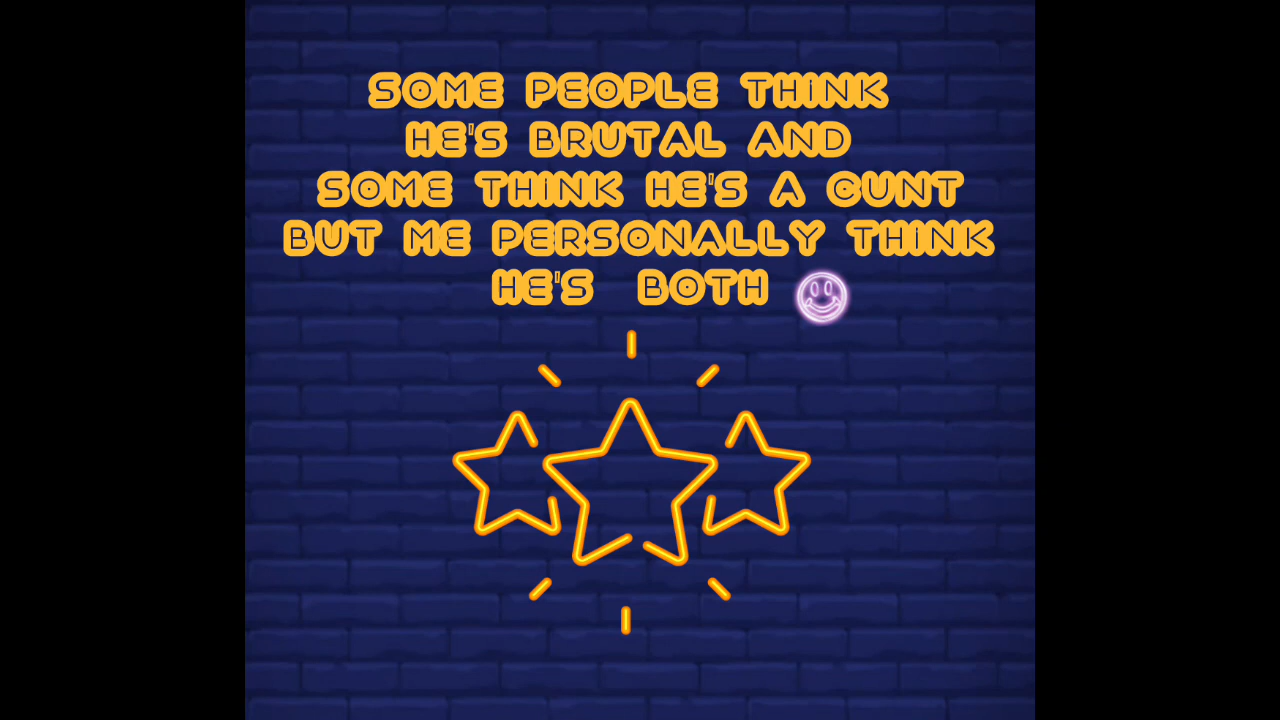 SOME PEOPLE THINK
HE'S BRUTAL AND
SOME THINK HE'S A CUNT
BUT ME PERSONALLY THINK
HE'S BOTH